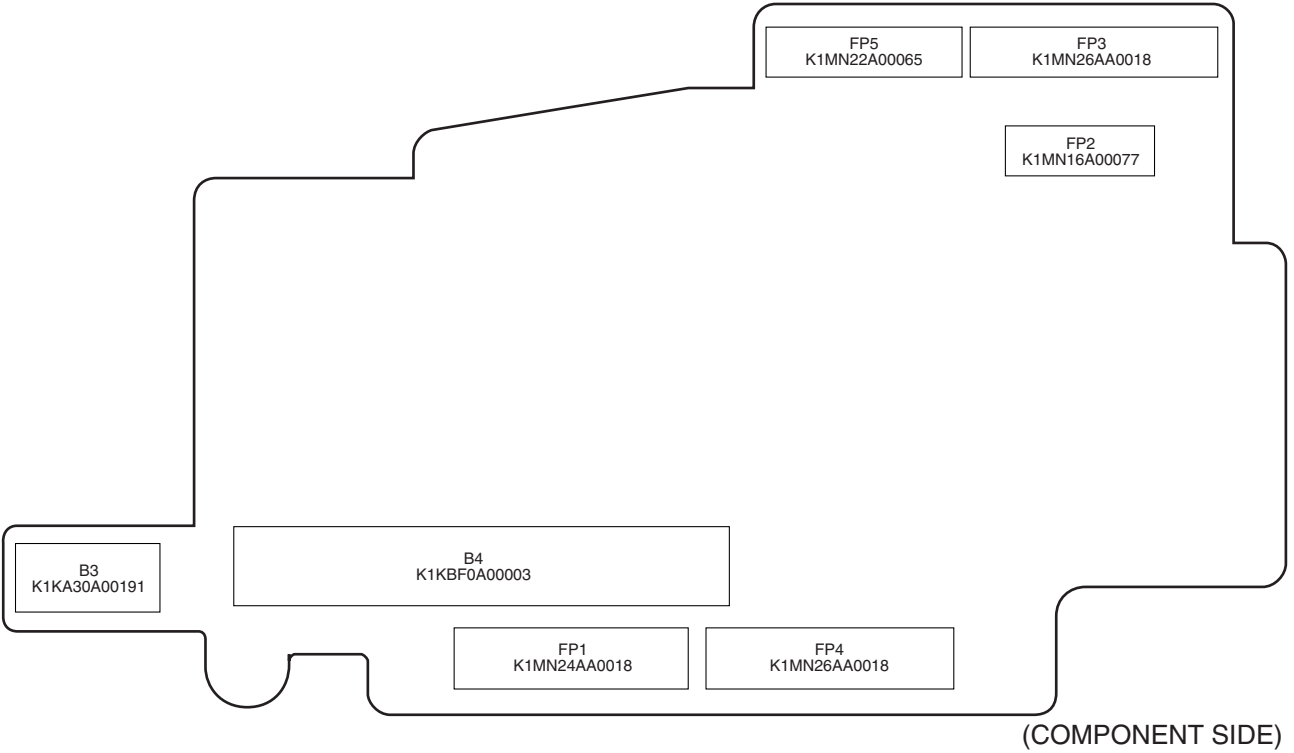 FP5
K1MN22A00065
FP3
K1MN26AA0018
FP2
K1MN16A00077
B3
K1KA30A00191
B4
K1KBF0A00003
FP1
K1MN24AA0018
FP4
K1MN26AA0018
(COMPONENT SIDE)